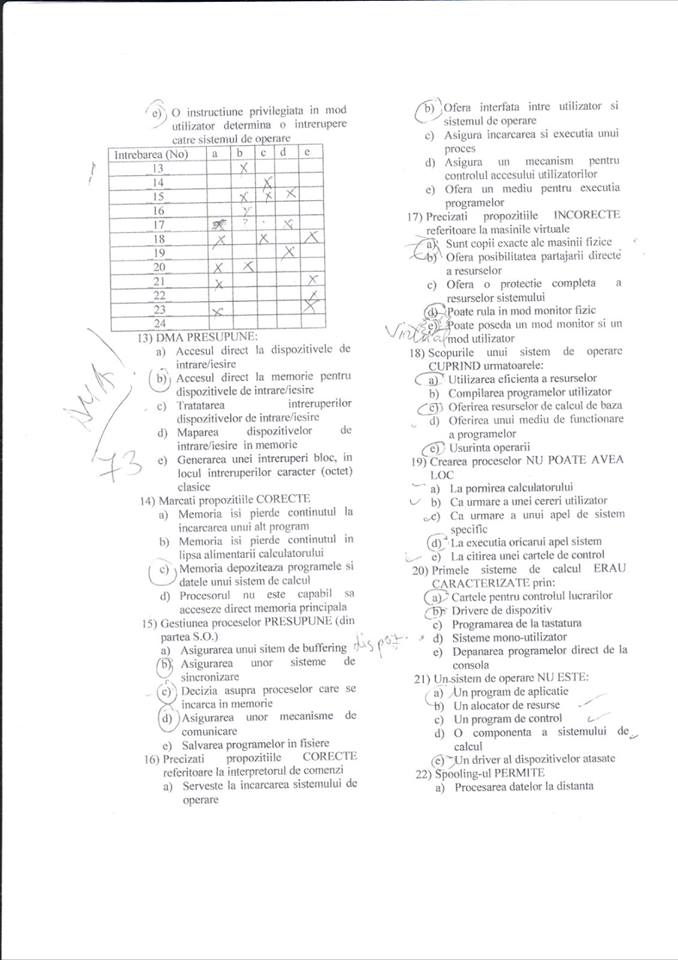 e) O instructiune privilegiata in mod
utilizator determina o intrerupere
catre sistemul de operare
Intrebarea (No) a b c d e
13 X
14 X
15 X X X
16
17 ? X
18 X X X
19 X
20 X X
21 X X
22 X
23 X X
24
13) DMA PRESUPUNE:
a) Accesul direct la dispozitivele de
intrare/iesire
b) Accesul direct la memorie pentru
dispozitivele de intrare/iesire
c) Tratatarea intreruperilor
dispozitivelor de intrare/iesire
d) Maparea dispozitivelor de
intrare/iesire in memorie
e) Generarea unei intreruperi bloc, in
locul intreruperilor caracter (octet)
clasice
73
14) Marcati propozitiile CORECTE
a) Memoria isi pierde continutul la
incarcarea unui alt program
b) Memoria isi pierde continutul in
lipsa alimentarii calculatorului
c) Memoria depoziteaza programele si
datele unui sistem de calcul
d) Procesorul nu este capabil sa
acceseze direct memoria principala
15) Gestiunea proceselor PRESUPUNE (din
partea S.O.)
a) Asigurarea unui sitem de buffering dispoz.
b) Asigurarea unor sisteme de
sincronizare
c) Decizia asupra proceselor care se
incarca in memorie
d) Asigurarea unor mecanisme de
comunicare
e) Salvarea programelor in fisiere
16) Precizati propozitiile CORECTE
referitoare la interpretorul de comenzi
a) Serveste la incarcarea sistemului de
operare
b) Ofera interfata intre utilizator si
sistemul de operare
c) Asigura incarcarea si executia unui
proces
d) Asigura un mecanism pentru
controlul accesului utilizatorilor
e) Ofera un mediu pentru executia
programelor
17) Precizati propozitiile INCORECTE
referitoare la masinile virtuale
a) Sunt copii exacte ale masinii fizice
b) Ofera posibilitatea partajarii directe
a resurselor
c) Ofera o protectie completa a
resurselor sistemului
d) Poate rula in mod monitor fizic
e) Poate poseda un mod monitor si un
mod utilizator
Virtual
18) Scopurile unui sistem de operare
CUPRIND urmatoarele:
a) Utilizarea eficienta a resurselor
b) Compilarea programelor utilizator
c) Oferirea resurselor de calcul de baza
d) Oferirea unui mediu de functionare
a programelor
e) Usurinta operarii
19) Crearea proceselor NU POATE AVEA
LOC
a) La pornirea calculatorului
b) Ca urmare a unei cereri utilizator
c) Ca urmare a unui apel de sistem
specific
d) La executia oricarui apel sistem
e) La citirea unei cartele de control
20) Primele sisteme de calcul ERAU
CARACTERIZATE prin:
a) Cartele pentru controlul lucrarilor
b) Drivere de dispozitiv
c) Programarea de la tastatura
d) Sisteme mono-utilizator
e) Depanarea programelor direct de la
consola
21) Un sistem de operare NU ESTE:
a) Un program de aplicatie
b) Un alocator de resurse
c) Un program de control
d) O componenta a sistemului de
calcul
e) Un driver al dispozitivelor atasate
22) Spooling-ul PERMITE
a) Procesarea datelor la distanta